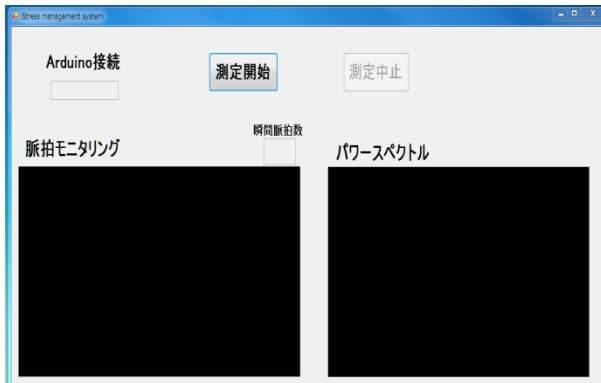 Stress management system
Arduino接続
測定開始
測定中止
瞬間脈拍数
脈拍モニタリング
パワースペクトル